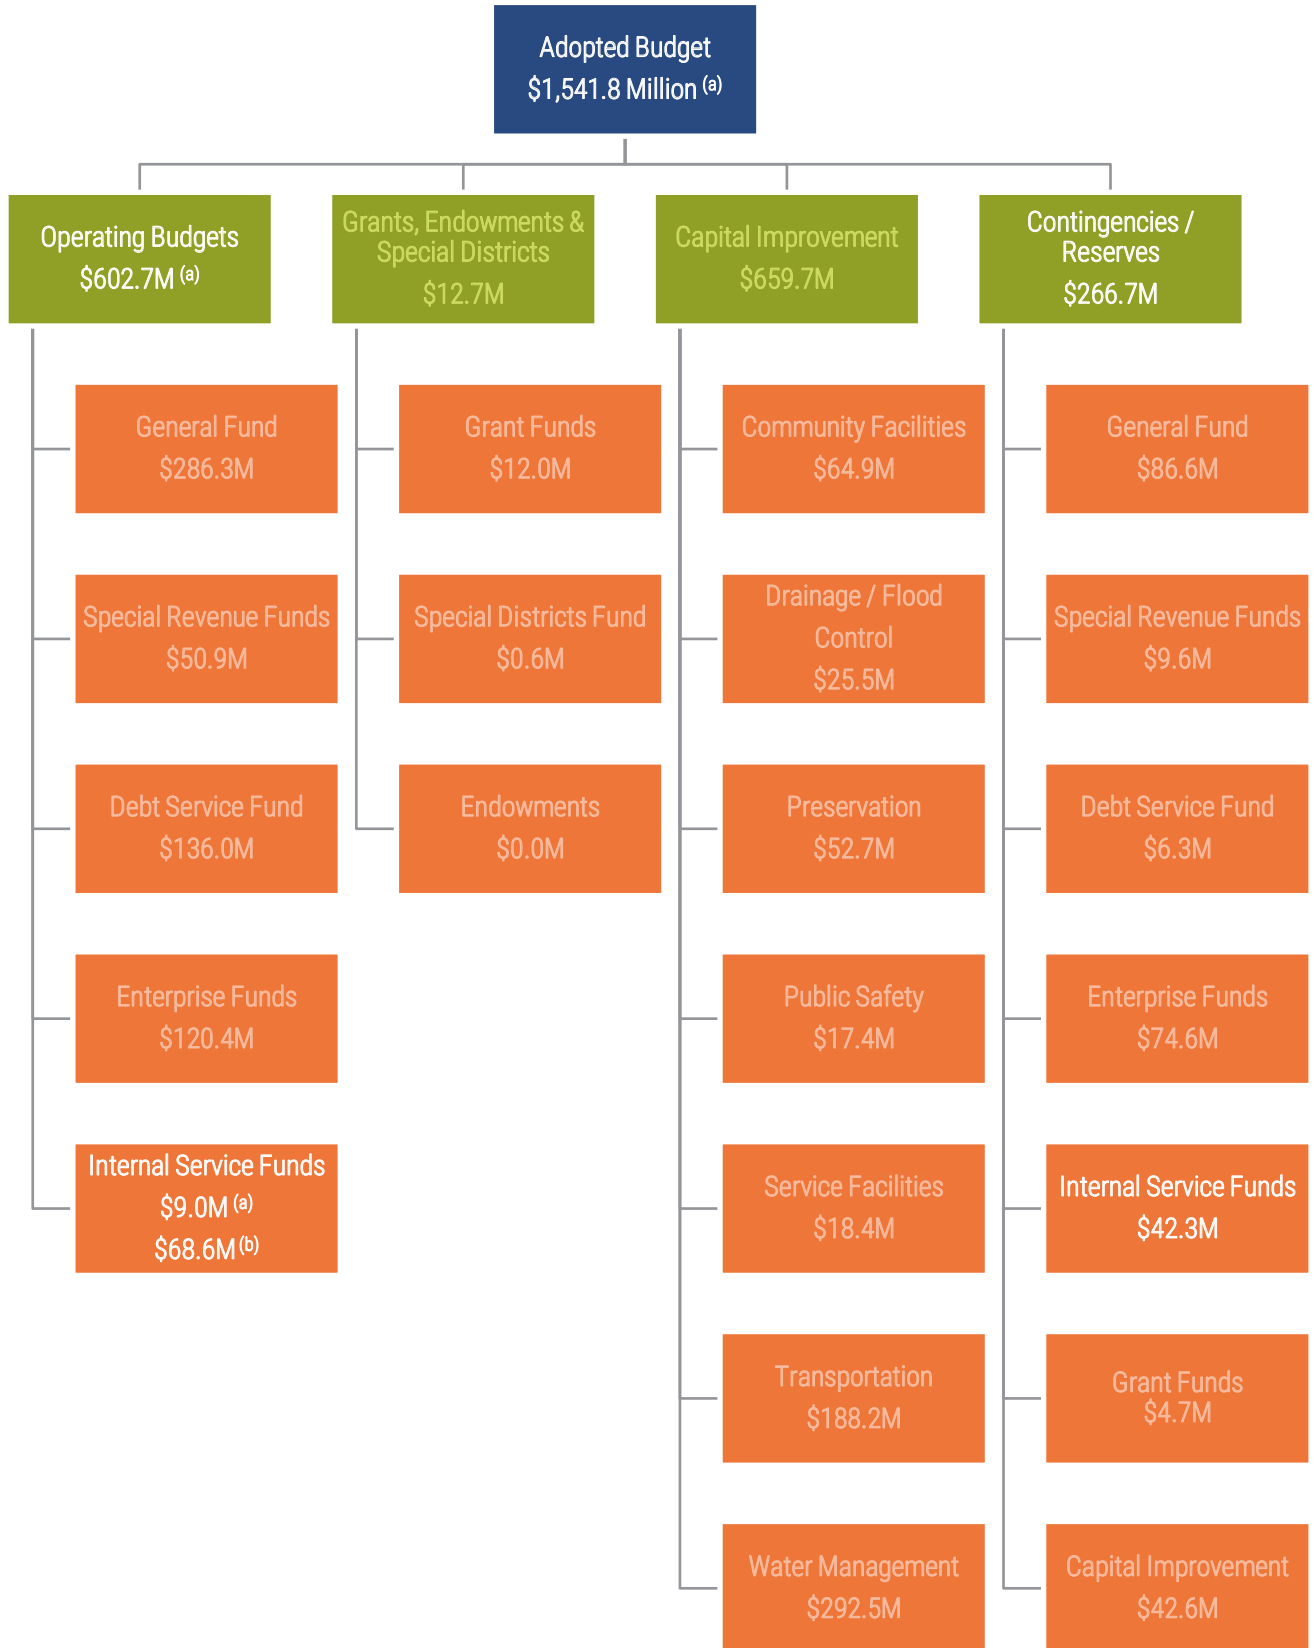 Adopted Budget
$1,541.8 Million (a)
Operating Budgets
$602.7M (a)
Grants, Endowments &
Special Districts
$12.7M
Capital Improvement
$659.7M
Contingencies /
Reserves
$266.7M
General Fund
$286.3M
Special Revenue Funds
$50.9M
Debt Service Fund
$136.0M
Enterprise Funds
$120.4M
Internal Service Funds
$9.0M (a)
$68.6M (b)
Grant Funds
$12.0M
Special Districts Fund
$0.6M
Endowments
$0.0M
Community Facilities
$64.9M
Drainage / Flood
Control
$25.5M
Preservation
$52.7M
Public Safety
$17.4M
Service Facilities
$18.4M
Transportation
$188.2M
Water Management
$292.5M
General Fund
$86.6M
Special Revenue Funds
$9.6M
Debt Service Fund
$6.3M
Enterprise Funds
$74.6M
Internal Service Funds
$42.3M
Grant Funds
$4.7M
Capital Improvement
$42.6M